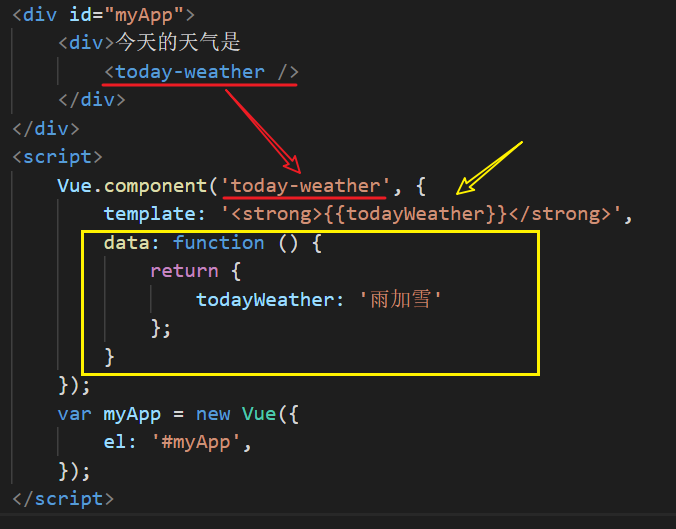 <div id="myApp">
<div>今天的天气是
<today-weather />
</div>
</div>
<script>
Vue.component('today-weather', {
template: '<strong>{{todayWeather}}</strong>',
data: function () {
return {
todayWeather: '雨加雪'
};
}
});
var myApp = new Vue({
el: '#myApp',
});
</script>